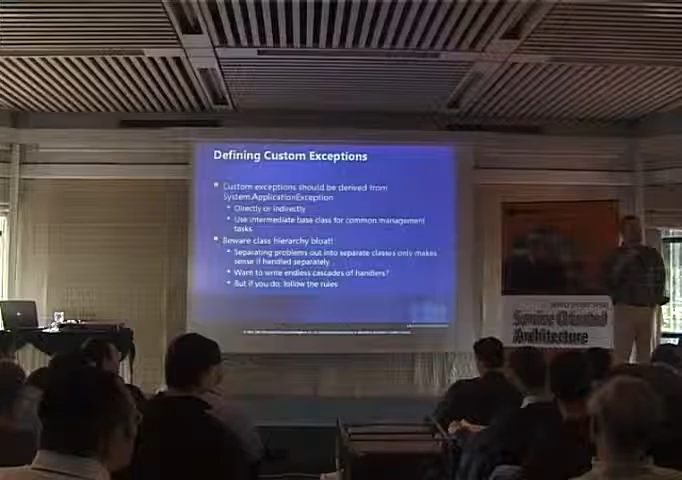 Defining Custom Exceptions
Custom exceptions should be derived from
System.ApplicationException
Directly or indirectly
Use intermediate base class for common management
tasks
Beware class hierarchy bloat!
Separating problems out into separate classes only makes
sense if handled separately
Want to write endless cascades of handlers?
But if you do, follow the rules
Service Oriented
Architecture